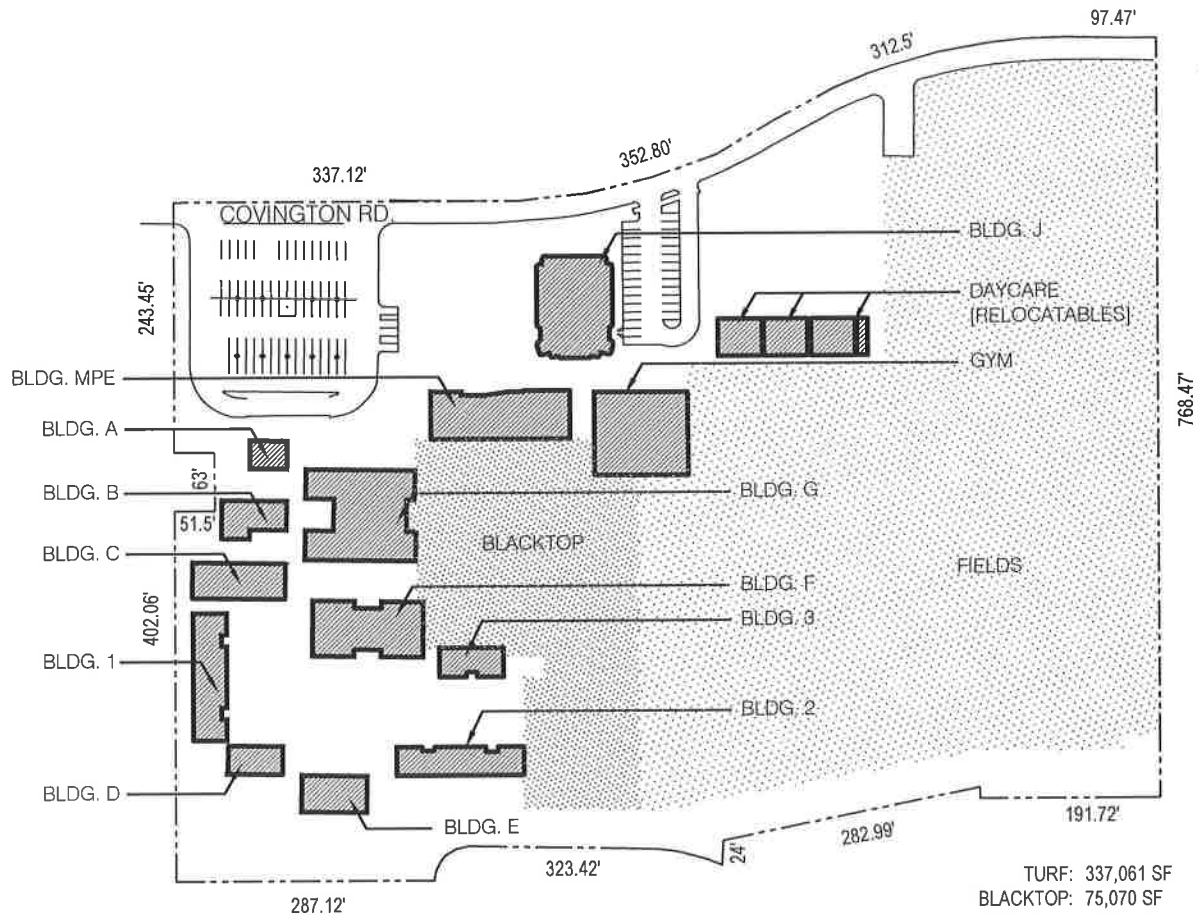 97.47'
312.5'
352.80'
337.12'
COVINGTON RD.
BLDG. J
243.45'
DAYCARE
[RELOCATABLES]
GYM
BLDG. MPE
768.47'
BLDG. A
63'
BLDG. B
BLDG. G
51.5'
BLACKTOP
BLDG. C
FIELDS
BLDG. F
402.06'
BLDG. 3
BLDG. 1
BLDG. 2
BLDG. D
BLDG. E
191.72'
282.99'
24'
323.42'
287.12'
TURF: 337,061 SF
BLACKTOP: 75,070 SF